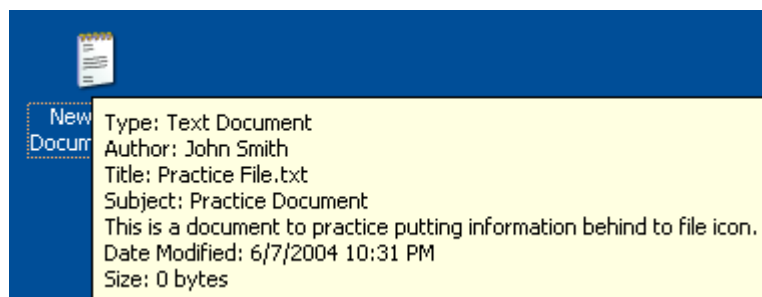 New
Docum
Type: Text Document
Author: John Smith
Title: Practice File.txt
Subject: Practice Document
This is a document to practice putting information behind to file icon.
Date Modified: 6/7/2004 10:31 PM
Size: 0 bytes